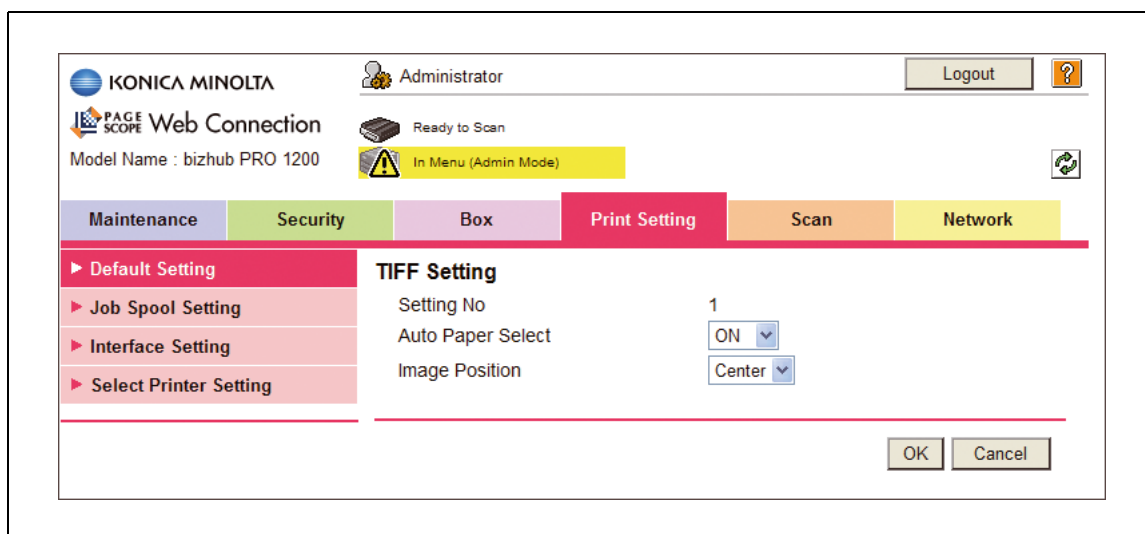 KONICA MINOLTA
Administrator
Logout
?
PAGE SCOPE Web Connection
Ready to Scan
Model Name : bizhub PRO 1200
In Menu (Admin Mode)
Maintenance
Security
Box
Print Setting
Scan
Network
Default Setting
Job Spool Setting
Interface Setting
Select Printer Setting
TIFF Setting
Setting No 1
Auto Paper Select ON
Image Position Center
OK
Cancel